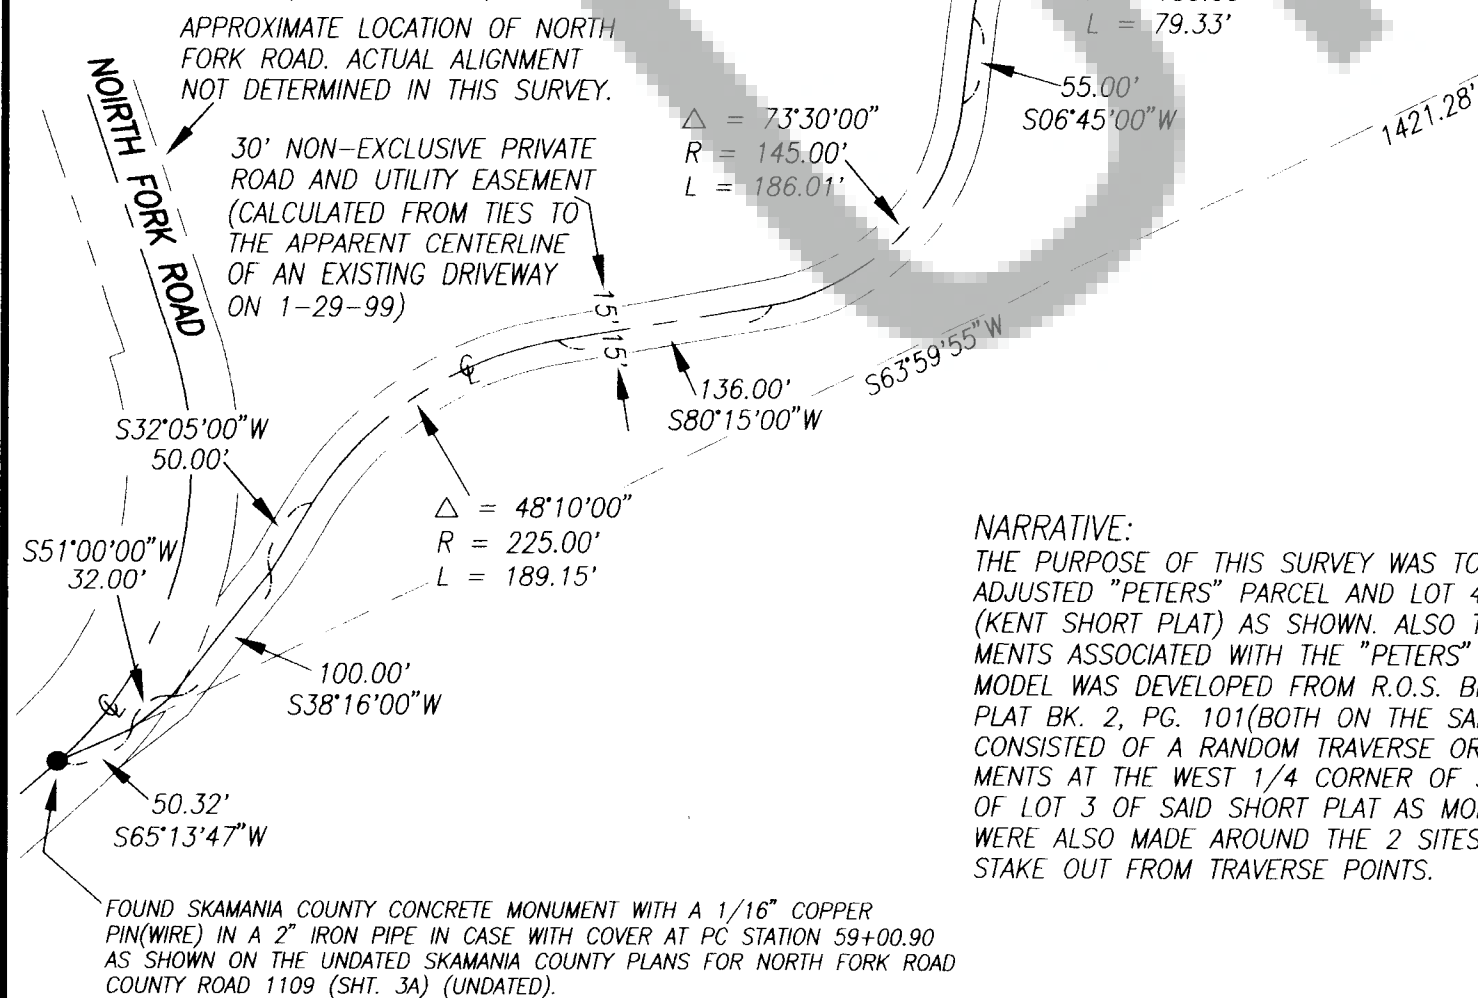 APPROXIMATE LOCATION OF NORTH
FORK ROAD. ACTUAL ALIGNMENT
NOT DETERMINED IN THIS SURVEY.
NOIRTH FORK ROAD
30' NON-EXCLUSIVE PRIVATE
ROAD AND UTILITY EASEMENT
(CALCULATED FROM TIES TO
THE APPARENT CENTERLINE
OF AN EXISTING DRIVEWAY
ON 1-29-99)
L = 79.33'
55.00'
S06°45'00"W
1421.28'
△ = 73°30'00"
R = 145.00'
L = 186.01'
15'
15'
S63°59'55"W
136.00'
S80°15'00"W
S32°05'00"W
50.00'
△ = 48°10'00"
R = 225.00'
L = 189.15'
S51°00'00"W
32.00'
100.00'
S38°16'00"W
50.32'
S65°13'47"W
NARRATIVE:
THE PURPOSE OF THIS SURVEY WAS TO
ADJUSTED "PETERS" PARCEL AND LOT 4
(KENT SHORT PLAT) AS SHOWN. ALSO
MENTS ASSOCIATED WITH THE "PETERS"
MODEL WAS DEVELOPED FROM R.O.S.
PLAT BK. 2, PG. 101(BOTH ON THE
CONSISTED OF A RANDOM TRAVERSE
MENTS AT THE WEST 1/4 CORNER OF
OF LOT 3 OF SAID SHORT PLAT AS
WERE ALSO MADE AROUND THE 2 SITES
STAKE OUT FROM TRAVERSE POINTS.
FOUND SKAMANIA COUNTY CONCRETE MONUMENT WITH A 1/16" COPPER
PIN(WIRE) IN A 2" IRON PIPE IN CASE WITH COVER AT PC STATION 59+00.90
AS SHOWN ON THE UNDATED SKAMANIA COUNTY PLANS FOR NORTH FORK ROAD
COUNTY ROAD 1109 (SHT. 3A) (UNDATED).